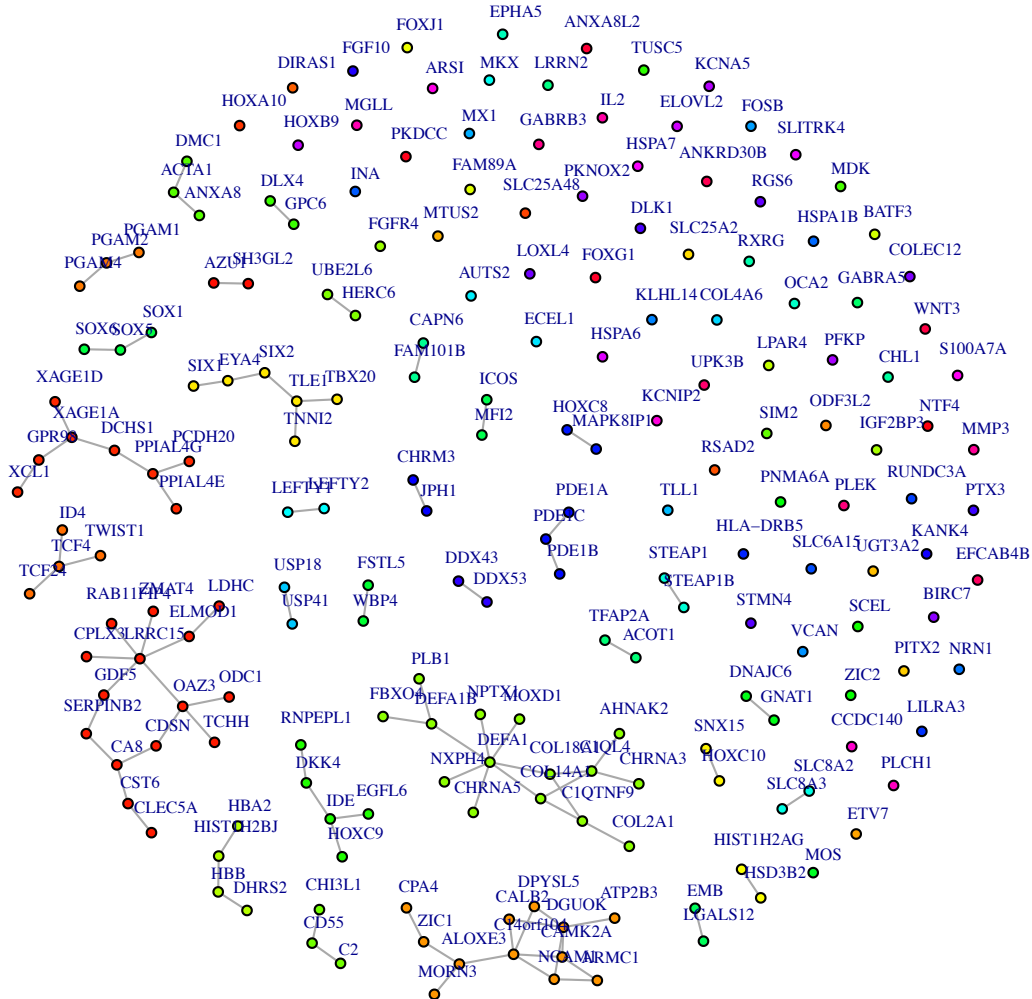 EPHA5
FOXJ1
ANXA8L2
FGF10
TUSC5
DIRAS1
ARSI
MKX
LRRN2
KCNA5
HOXA10
MGLL
IL2
ELOVL2
FOSB
HOXB9
MX1
GABRB3
SLITRK4
DMC1
PKDCC
HSPA7
ANKRD30B
ACTA1
FAM89A
PKNOX2
MDK
ANXA8
DLX4
INA
SLC25A48
RGS6
GPC6
MTUS2
DLK1
BATF3
FGFR4
SLC25A2
HSPA1B
PGAM1
PGAM2
LOXL4
FOXG1
RXRG
COLEC12
PGAM4
AZU1
SH3GL2
UBE2L6
AUTS2
OCA2
GABRA5
HERC6
KLHL14
COL4A6
WNT3
SOX1
SOX6
SOX5
CAPN6
ECEL1
HSPA6
PFKP
SIX2
FAM101B
UPK3B
LPAR4
CHL1
S100A7A
EYA4
SIX1
XAGE1D
TLE1
TBX20
ICOS
KCNIP2
ODF3L2
NTF4
XAGE1A
TNNI2
MFI2
HOXC8
SIM2
IGF2BP3
DCHS1
MAPK8IP1
MMP3
PPIAL4G
PCDH20
RSAD2
XCL1
PPIAL4E
CHRM3
PNMA6A
PLEK
RUNDC3A
LEFTY2
JPH1
PDE1A
TLL1
PTX3
ID4
TWIST1
PDE1C
HLA−DRB5
KANK4
TCF4
PDE1B
STEAP1
SLC6A15
UGT3A2
EFCAB4B
TCF24
USP18
FSTL5
DDX43
STEAP1B
ZMAT4
LDHC
DDX53
BIRC7
ELMOD1
USP41
WBP4
STMN4
SCEL
CPLX3
LRRC15
TFAP2A
ACOT1
VCAN
GDF5
PLB1
DNAJC6
PITX2
NRN1
OAZ3
ODC1
FBXO4
DEFA1B
NPTX1
MOXD1
GNAT1
ZIC2
SERPINB2
LILRA3
CDSN
TCHH
RNPEPL1
AHNAK2
SNX15
CCDC140
CA8
DEFA1
NXPH4
HOXC10
SLC8A2
CST6
DKK4
CHRNA5
CHRNA3
SLC8A3
PLCH1
CLEC5A
HBA2
EGFL6
C1QTNF9
IDE
COL2A1
ETV7
HOXC9
HIST1H2AG
HBB
HSD3B2
MOS
DHRS2
CHI3L1
CPA4
DPYSL5
CALB2
DGUOK
ATP2B3
EMB
CD55
ZIC1
CAMK2A
LGALS12
C2
ALOXE3
MORN3